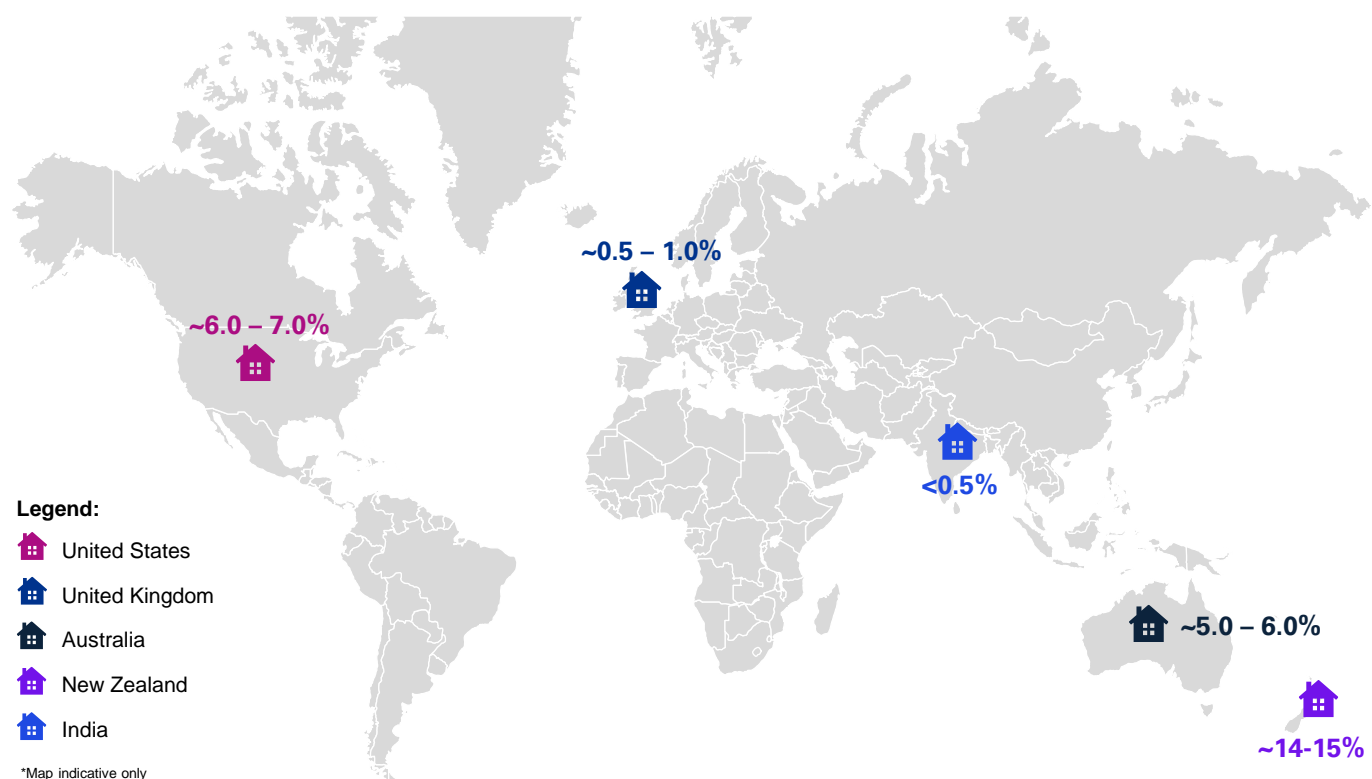 ~0.5 – 1.0%
~6.0 – 7.0%
<0.5%
Legend:
United States
United Kingdom
Australia
New Zealand
India
~5.0 – 6.0%
~14-15%
*Map indicative only